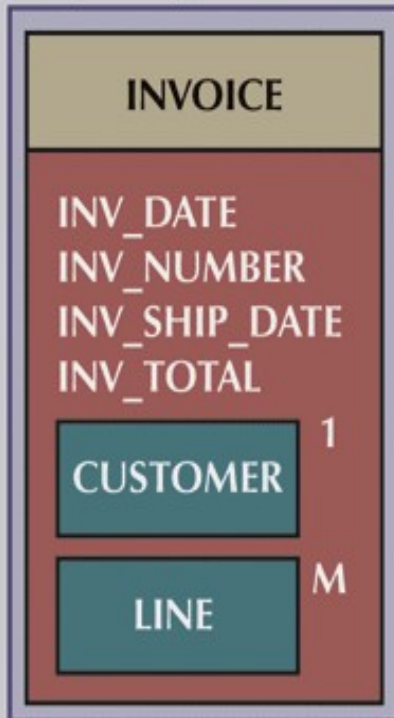 INVOICE
INV_DATE
INV_NUMBER
INV_SHIP_DATE
INV_TOTAL
1
CUSTOMER
M
LINE